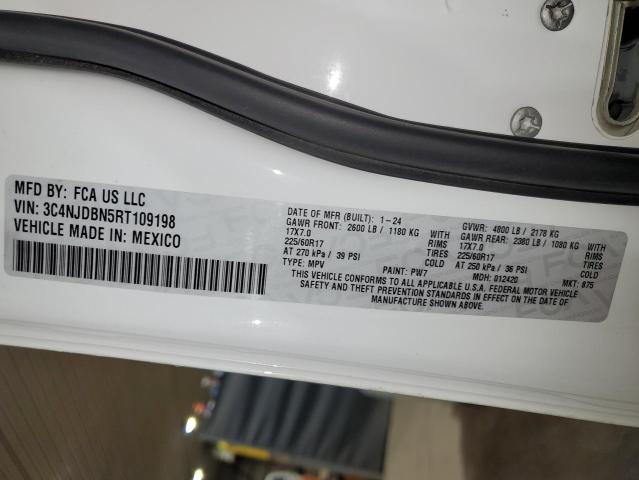 MFD BY: FCA US LLC
VIN: 3C4NJDBN5RT109198
VEHICLE MADE IN: MEXICO
DATE OF MFR (BUILT): 1-24
GAWR FRONT: 2600 LB / 1180 KG WITH
17X7.0 RIMS
225/60R17 TIRES
AT 270 kPa / 39 PSI COLD
TYPE: MPV PAINT: PW7
GVWR: 4800 LB / 2178 KG
GAWR REAR: 2380 LB / 1080 KG WITH
17X7.0 RIMS
225/60R17 TIRES
AT 250 kPa / 36 PSI COLD
MDH: 012420 MKT: 875
THIS VEHICLE CONFORMS TO ALL APPLICABLE U.S.A. FEDERAL MOTOR VEHICLE
SAFETY AND THEFT PREVENTION STANDARDS IN EFFECT ON THE DATE OF
MANUFACTURE SHOWN ABOVE.